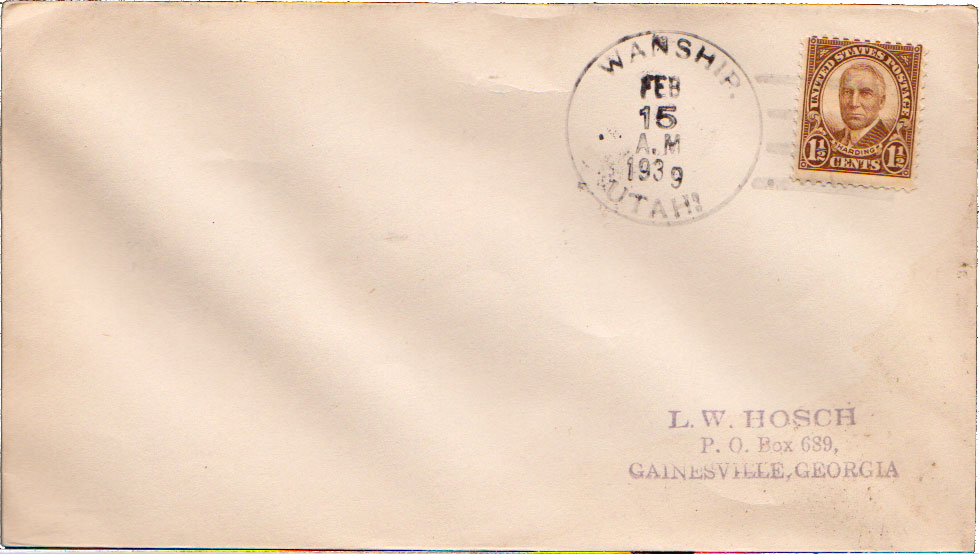 WANSHIP.
FEB
15
A.M
1939
UTAH
UNITED STATES POSTAGE
HARDING
1½ CENTS 1½
L. W. HOSCH
P. O. Box 689,
GAINESVILLE, GEORGIA